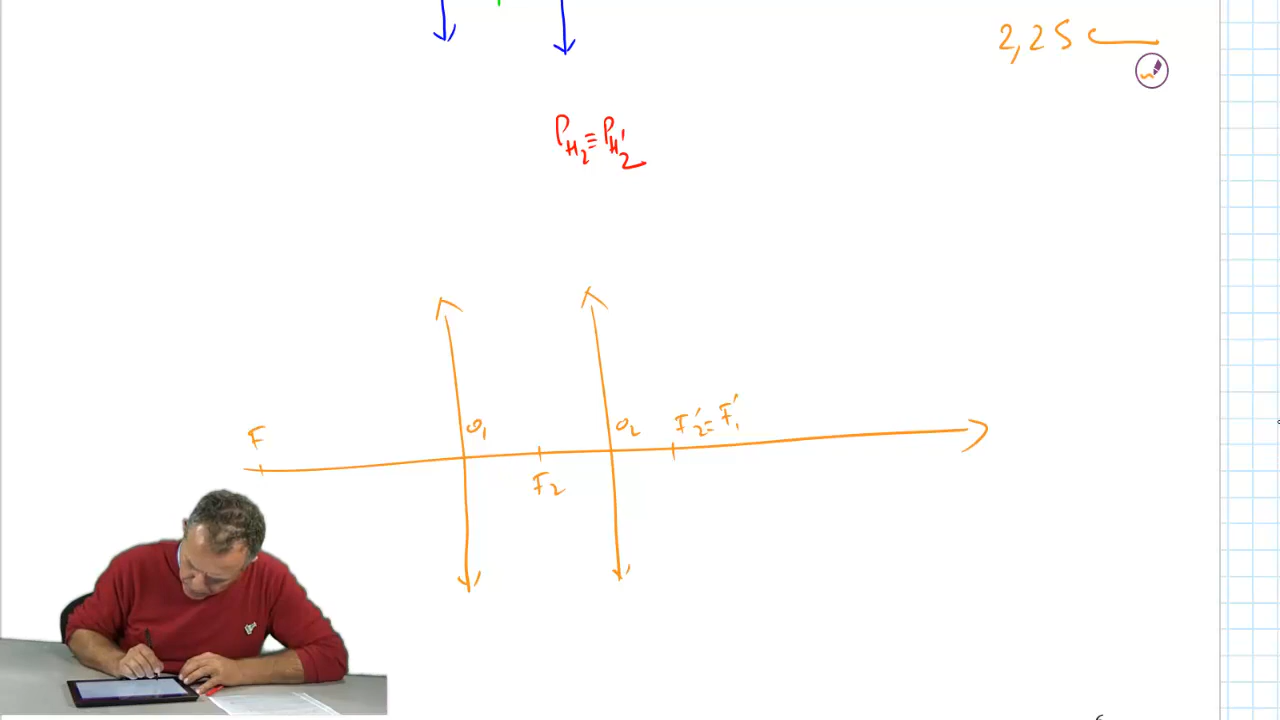 2,25
P_H₂ ≡ P_H'₂
F
O₁
O₂
F'₂ = F'₁
F₂